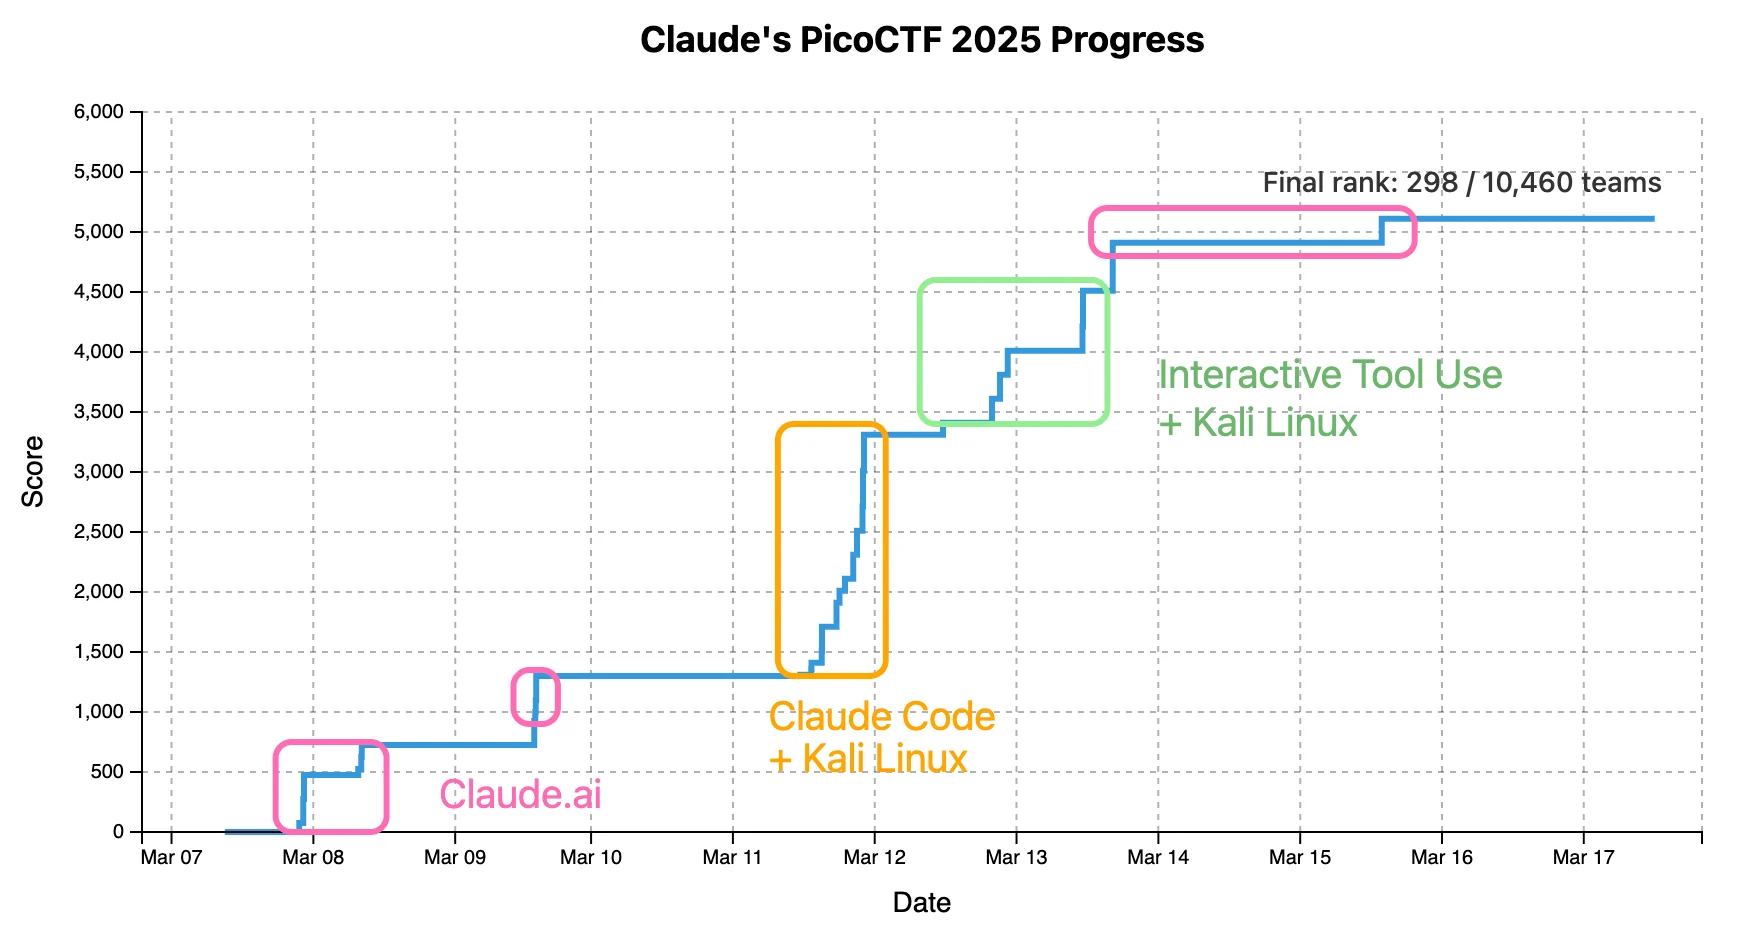 Claude's PicoCTF 2025 Progress
6,000
5,500
5,000
4,500
4,000
3,500
3,000
2,500
2,000
1,500
1,000
500
0
Score
Final rank: 298 / 10,460 teams
Interactive Tool Use
+ Kali Linux
Claude Code
+ Kali Linux
Claude.ai
Mar 07 Mar 08 Mar 09 Mar 10 Mar 11 Mar 12 Mar 13 Mar 14 Mar 15 Mar 16 Mar 17
Date